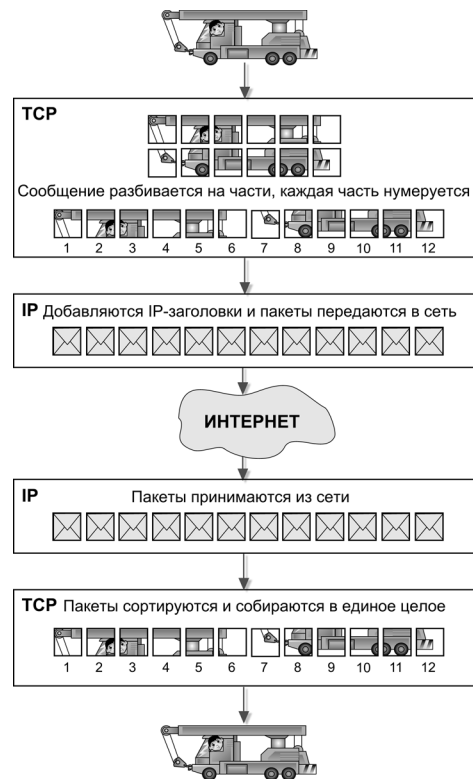 TCP
Сообщение разбивается на части, каждая часть нумеруется
1 2 3 4 5 6 7 8 9 10 11 12
IP Добавляются IP-заголовки и пакеты передаются в сеть
ИНТЕРНЕТ
IP Пакеты принимаются из сети
TCP Пакеты сортируются и собираются в единое целое
1 2 3 4 5 6 7 8 9 10 11 12